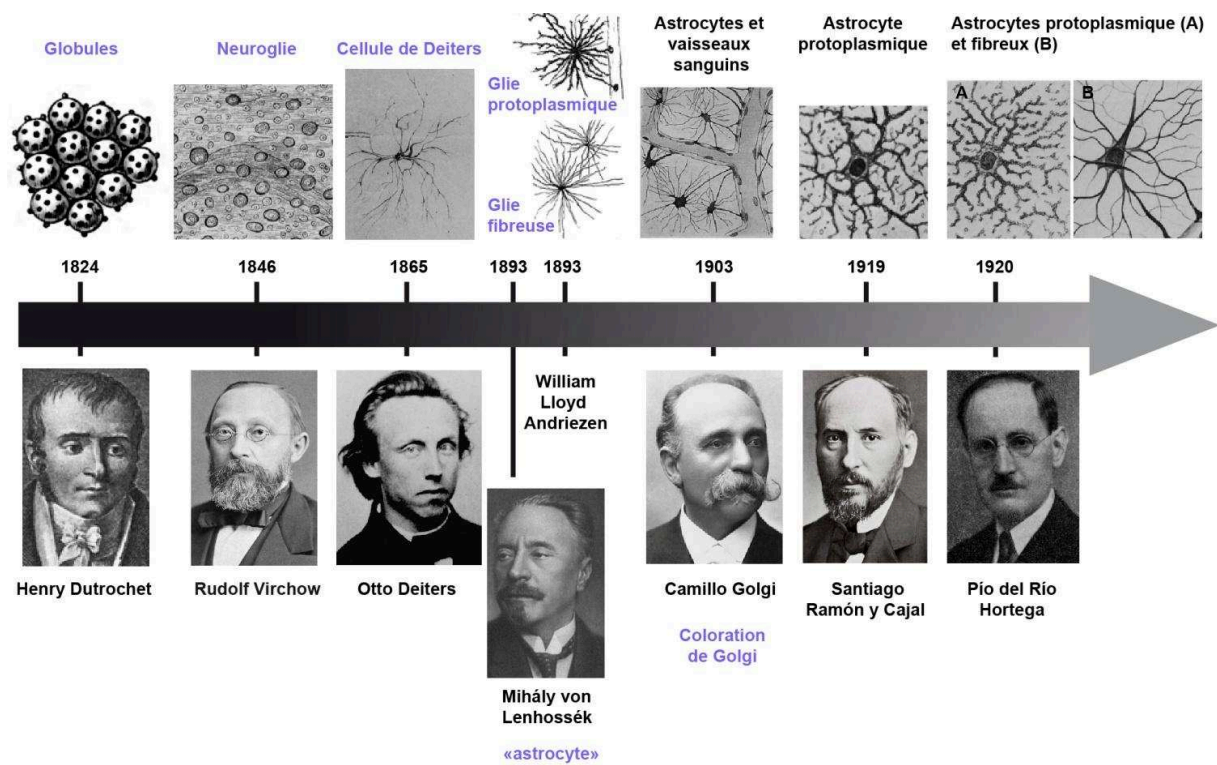 Globules
Neuroglie
Cellule de Deiters
Glie
protoplasmique
Glie
fibreuse
Astrocytes et
vaisseaux
sanguins
Astrocyte
protoplasmique
Astrocytes protoplasmique (A)
et fibreux (B)
A
B
1824
1846
1865
1893
1893
1903
1919
1920
William
Lloyd
Andriezen
Henry Dutrochet
Rudolf Virchow
Otto Deiters
Mihály von
Lenhossék
«astrocyte»
Camillo Golgi
Coloration
de Golgi
Santiago
Ramón y Cajal
Pío del Río
Hortega